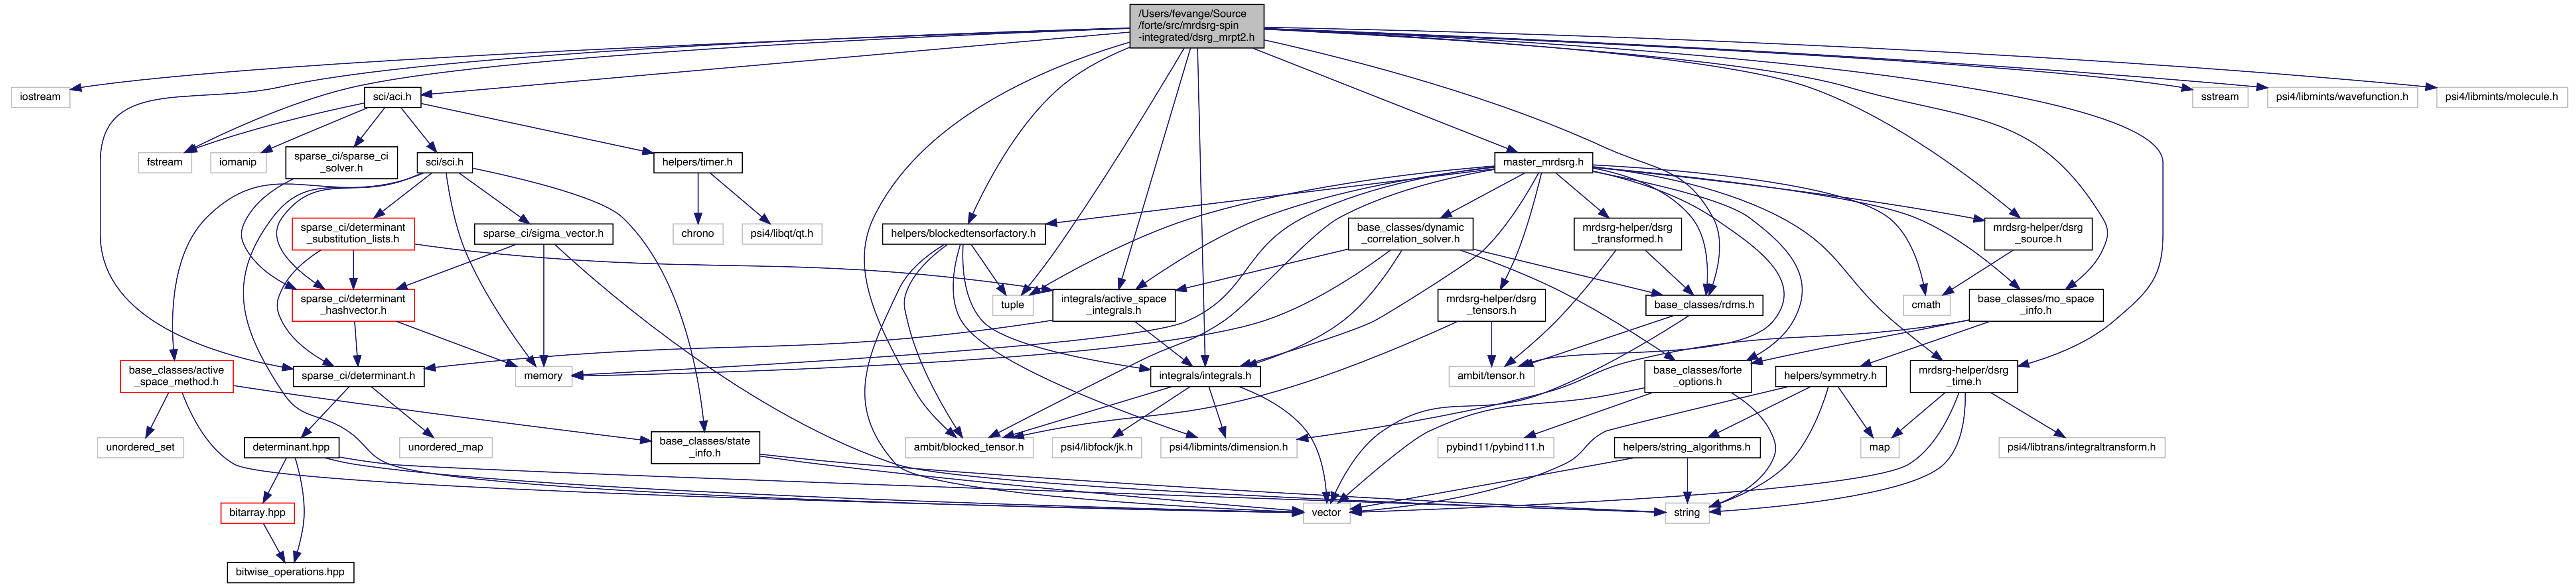 /Users/fevange/Source
/forte/src/mrdsrg-spin
-integrated/dsrg_mrpt2.h
iostream
sci/aci.h
sstream
psi4/libmints/wavefunction.h
psi4/libmints/molecule.h
fstream
iomanip
sparse_ci/sparse_ci
_solver.h
sci/sci.h
helpers/timer.h
master_mrdsrg.h
sparse_ci/determinant
_substitution_lists.h
sparse_ci/sigma_vector.h
chrono
psi4/libqt/qt.h
helpers/blockedtensorfactory.h
base_classes/dynamic
_correlation_solver.h
mrdsrg-helper/dsrg
_transformed.h
mrdsrg-helper/dsrg
_source.h
sparse_ci/determinant
_hashvector.h
tuple
integrals/active_space
_integrals.h
mrdsrg-helper/dsrg
_tensors.h
base_classes/rdms.h
cmath
base_classes/mo_space
_info.h
base_classes/active
_space_method.h
sparse_ci/determinant.h
memory
integrals/integrals.h
ambit/tensor.h
base_classes/forte
_options.h
helpers/symmetry.h
mrdsrg-helper/dsrg
_time.h
unordered_set
determinant.hpp
unordered_map
base_classes/state
_info.h
ambit/blocked_tensor.h
psi4/libfock/jk.h
psi4/libmints/dimension.h
pybind11/pybind11.h
helpers/string_algorithms.h
map
psi4/libtrans/integraltransform.h
bitarray.hpp
vector
string
bitwise_operations.hpp